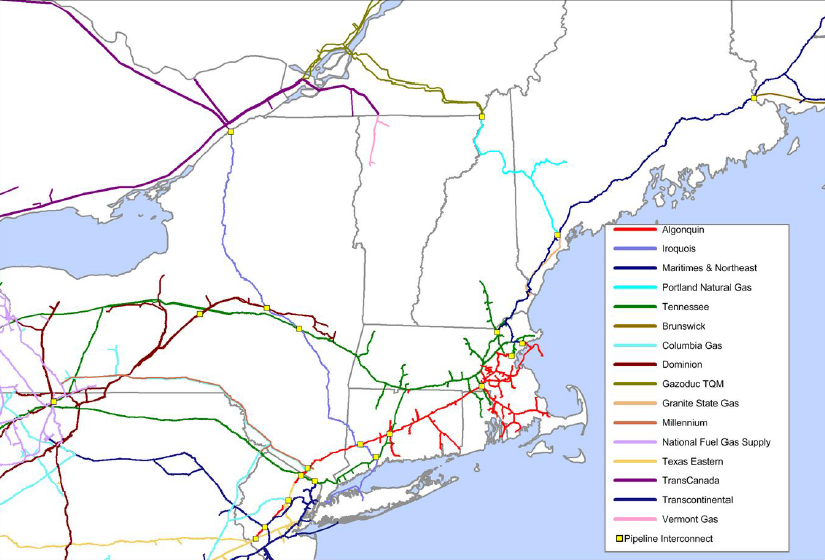 Algonquin
Iroquois
Maritimes & Northeast
Portland Natural Gas
Tennessee
Brunswick
Columbia Gas
Dominion
Gazoduc TQM
Granite State Gas
Millennium
National Fuel Gas Supply
Texas Eastern
TransCanada
Transcontinental
Vermont Gas
Pipeline Interconnect